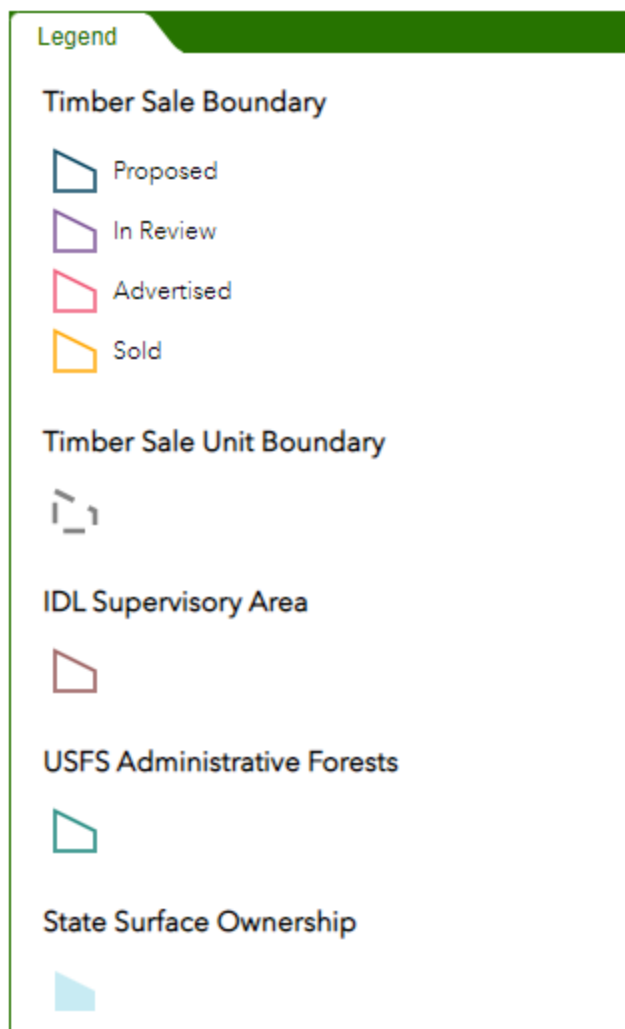 Legend
Timber Sale Boundary
Proposed
In Review
Advertised
Sold
Timber Sale Unit Boundary
IDL Supervisory Area
USFS Administrative Forests
State Surface Ownership